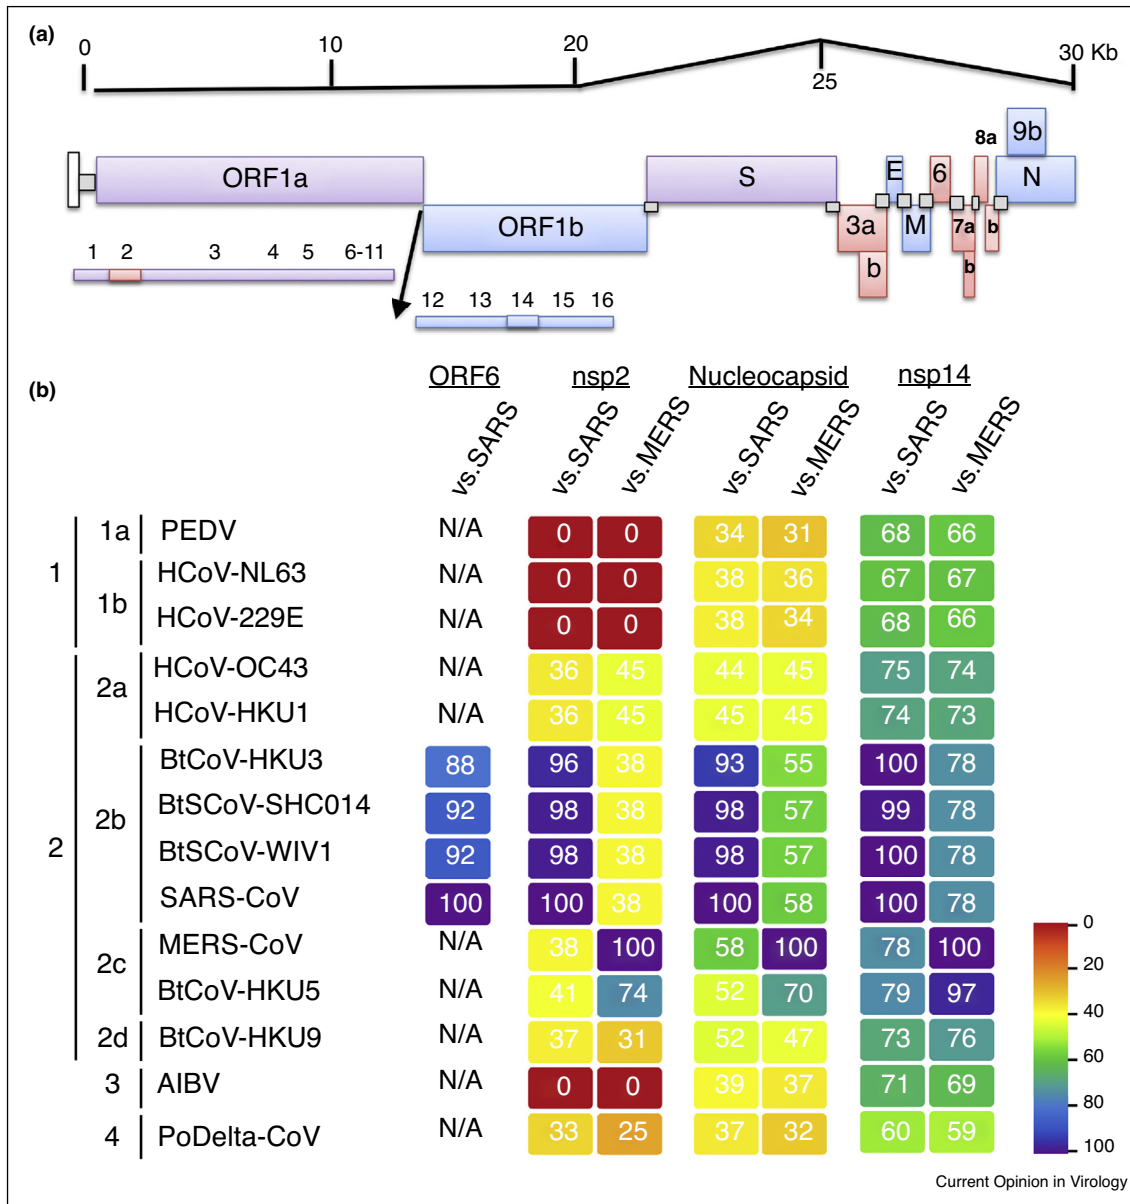 (a)
0 10 20 25 30 Kb
ORF1a ORF1b S 3a b E M 6 7a b 8a b 9b N
1 2 3 4 5 6-11
12 13 14 15 16
(b)
ORF6 nsp2 Nucleocapsid nsp14
vs.SARS vs.SARS vs.MERS vs.SARS vs.MERS vs.SARS vs.MERS
1
1a PEDV N/A 0 0 34 31 68 66
1b
HCoV-NL63 N/A 0 0 38 36 67 67
HCoV-229E N/A 0 0 38 34 68 66
2
2a
HCoV-OC43 N/A 36 45 44 45 75 74
HCoV-HKU1 N/A 36 45 45 45 74 73
2b
BtCoV-HKU3 88 96 38 93 55 100 78
BtSCoV-SHC014 92 98 38 98 57 99 78
BtSCoV-WIV1 92 98 38 98 57 100 78
SARS-CoV 100 100 38 100 58 100 78
2c
MERS-CoV N/A 38 100 58 100 78 100
BtCoV-HKU5 N/A 41 74 52 70 79 97
2d BtCoV-HKU9 N/A 37 31 52 47 73 76
3 AIBV N/A 0 0 39 37 71 69
4 PoDelta-CoV N/A 33 25 37 32 60 59
0
20
40
60
80
100
Current Opinion in Virology